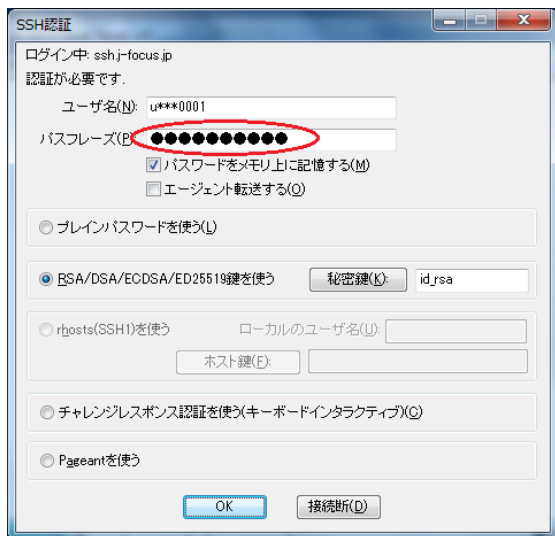 SSH認証
ログイン中: ssh.j-focus.jp
認証が必要です.
ユーザ名(N): u***0001
パスフレーズ(P) ●●●●●●●●●●
パスワードをメモリ上に記憶する(M)
エージェント転送する(O)
プレインパスワードを使う(L)
RSA/DSA/ECDSA/ED25519鍵を使う 秘密鍵(K): id_rsa
rhosts(SSH1)を使う ローカルのユーザ名(U):
ホスト鍵(F):
チャレンジレスポンス認証を使う(キーボードインタラクティブ)(C)
Pageantを使う
OK 接続断(D)